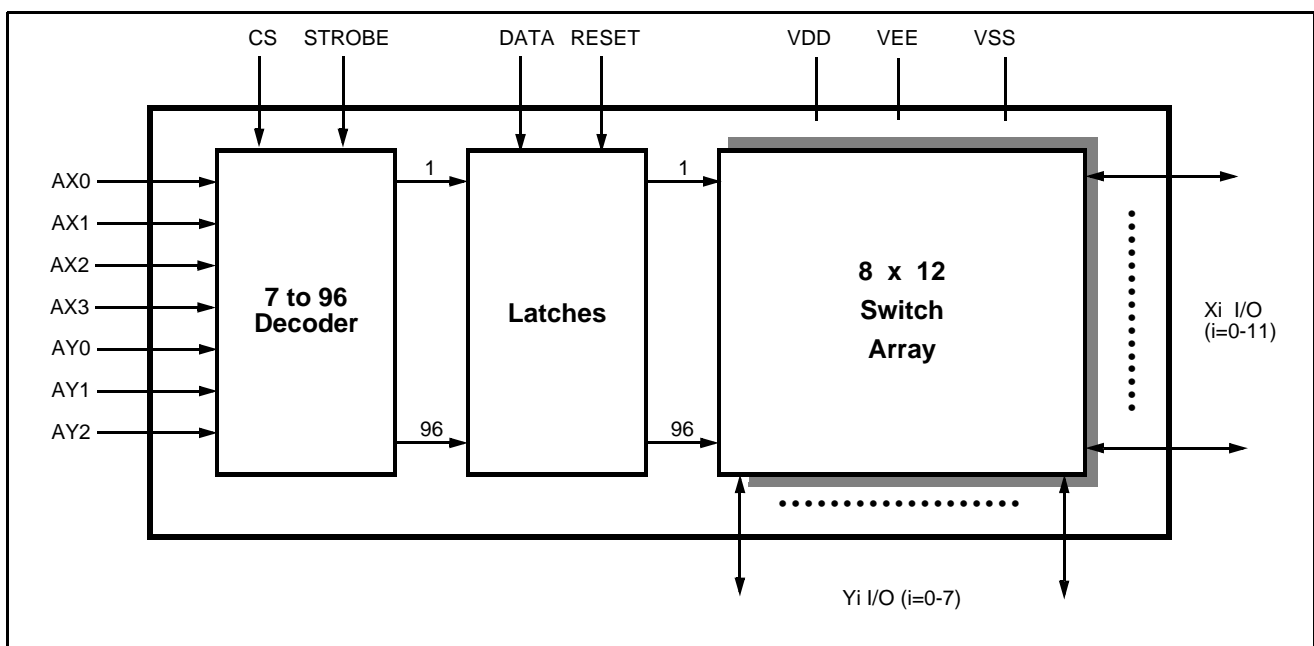 CS STROBE DATA RESET VDD VEE VSS
AX0
AX1
AX2
AX3
AY0
AY1
AY2
7 to 96
Decoder
1
96
Latches
1
96
8 x 12
Switch
Array
Xi I/O
(i=0-11)
Yi I/O (i=0-7)